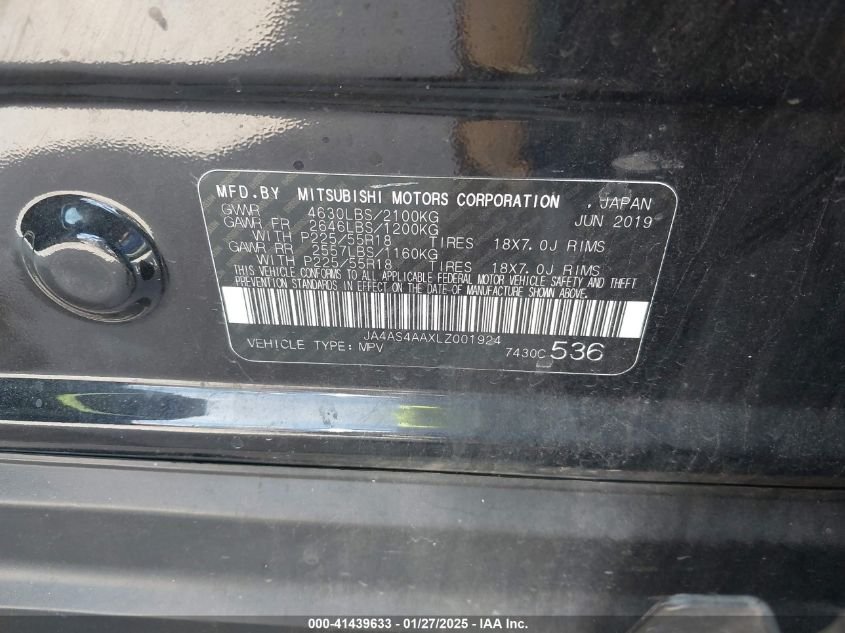 MFD.BY MITSUBISHI MOTORS CORPORATION , JAPAN
GVWR 4630LBS/2100KG JUN 2019
GAWR FR 2646LBS/1200KG
WITH P225/55R18 TIRES 18X7.0J RIMS
GAWR RR 2557LBS/1160KG
WITH P225/55R18 TIRES 18X7.0J RIMS
THIS VEHICLE CONFORMS TO ALL APPLICABLE FEDERAL MOTOR VEHICLE SAFETY AND THEFT
PREVENTION STANDARDS IN EFFECT ON THE DATE OF MANUFACTURE SHOWN ABOVE.
JA4AS4AAXLZ001924
VEHICLE TYPE: MPV 7430C 536
000-41439633 / 01/27/2025 / IAA Inc.